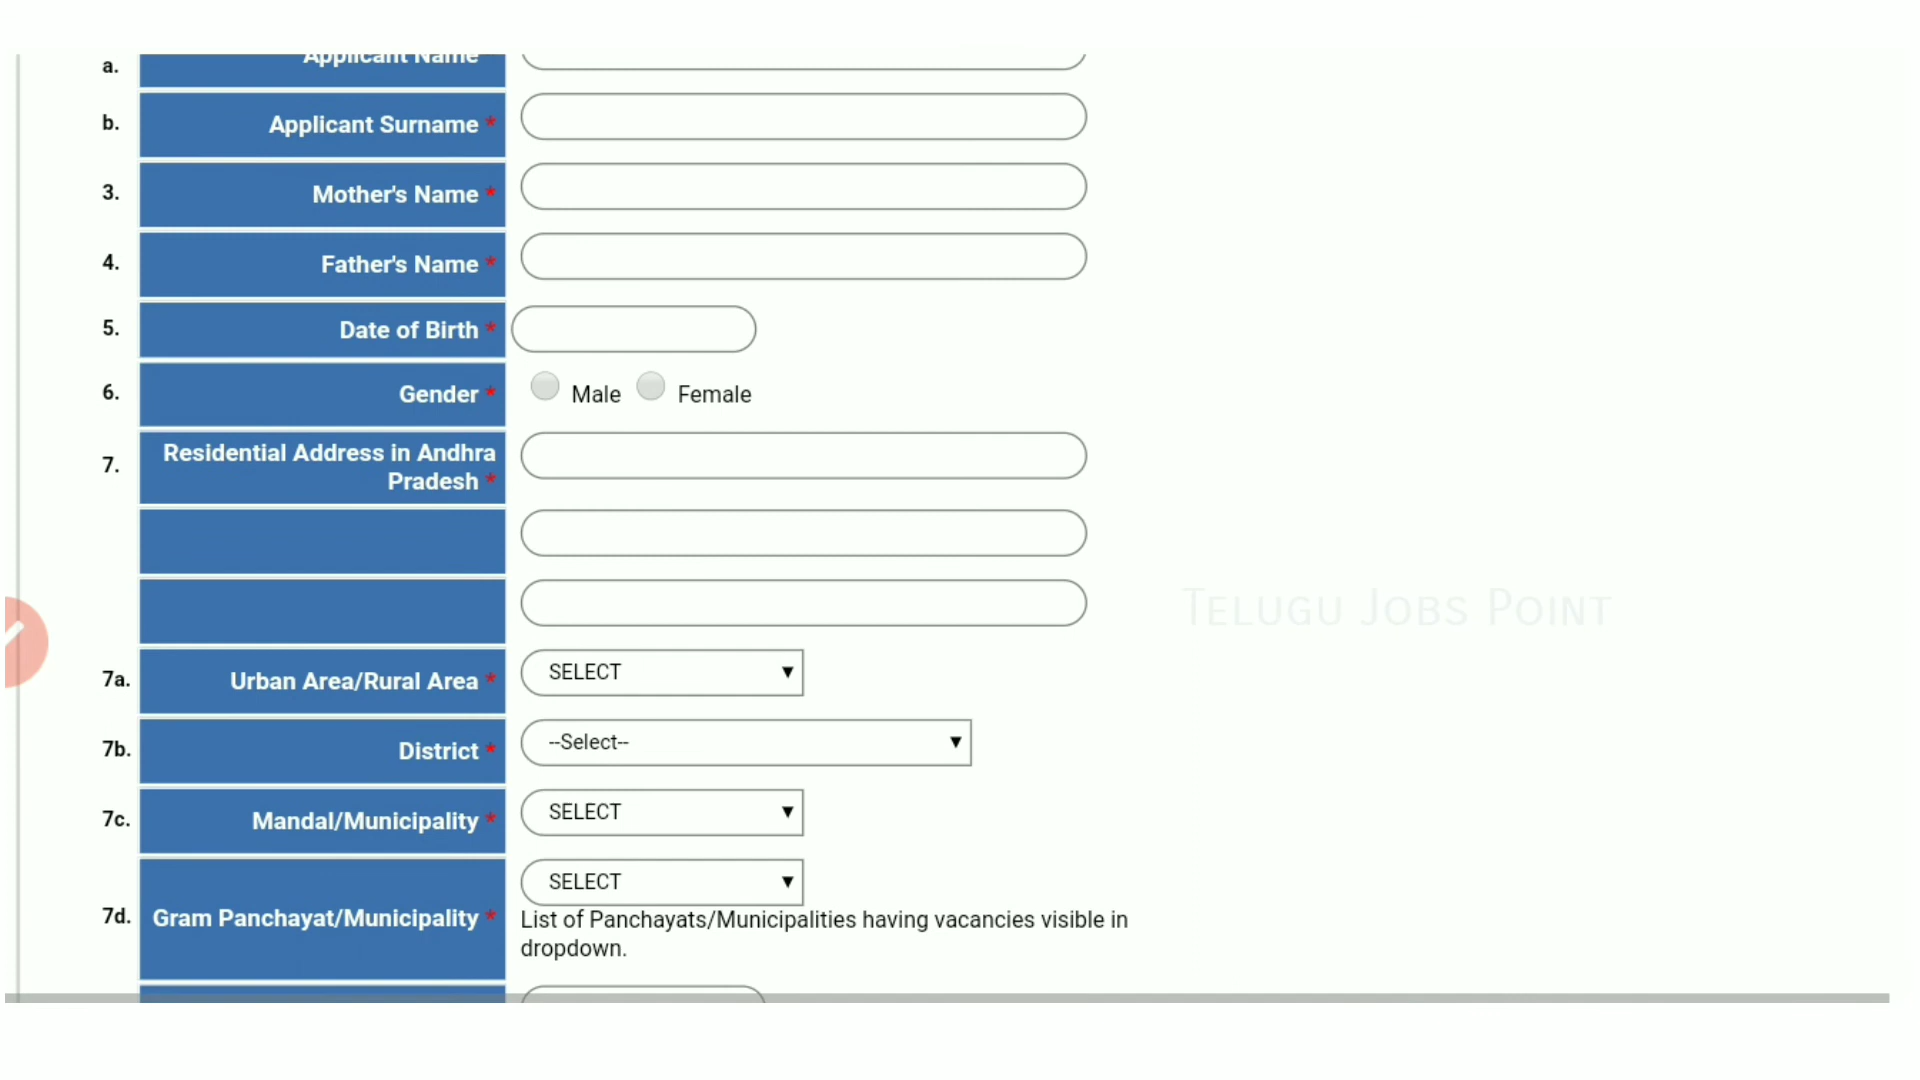 a. Applicant Name
b. Applicant Surname *
3. Mother's Name *
4. Father's Name *
5. Date of Birth *
6. Gender * Male Female
7. Residential Address in Andhra
Pradesh *
TELUGU JOBS POINT
7a. Urban Area/Rural Area * SELECT
7b. District * --Select--
7c. Mandal/Municipality * SELECT
7d. Gram Panchayat/Municipality * SELECT
List of Panchayats/Municipalities having vacancies visible in
dropdown.